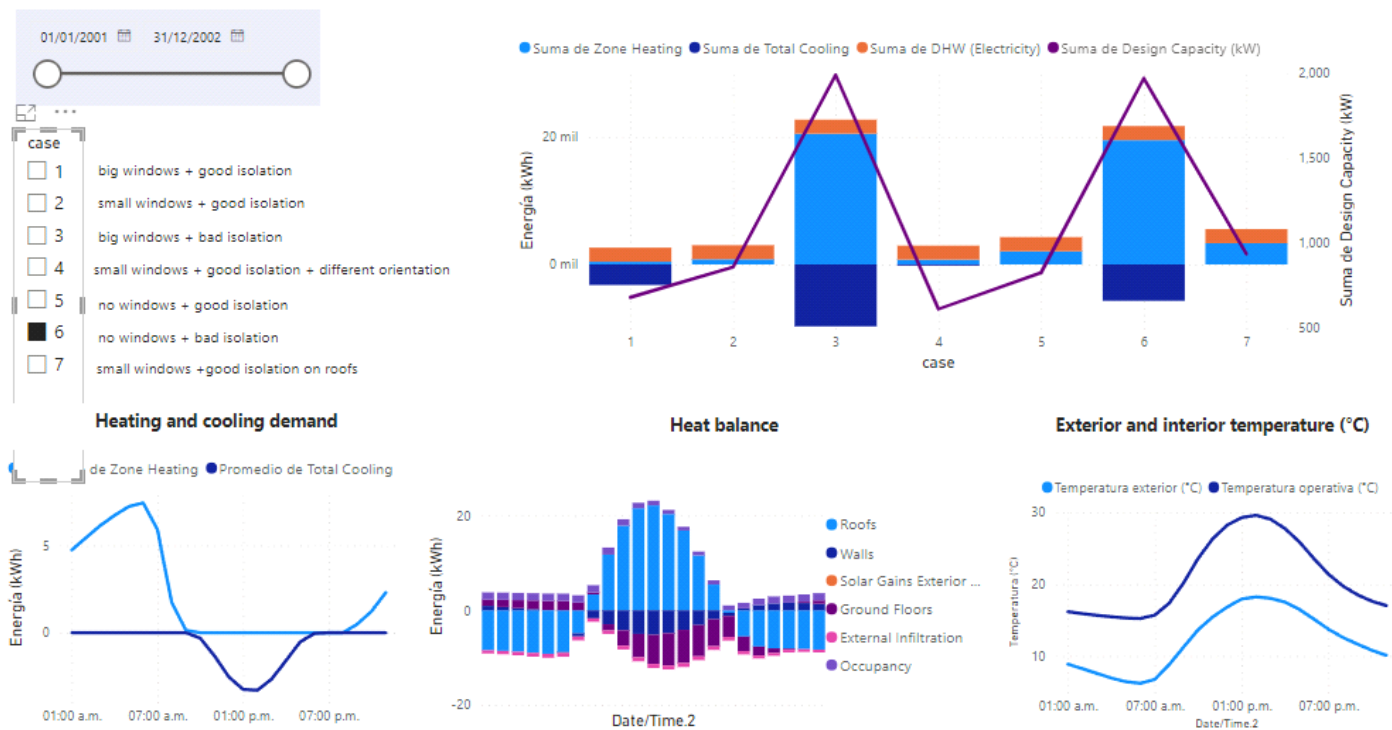 01/01/2001 31/12/2002
case
1 big windows + good isolation
2 small windows + good isolation
3 big windows + bad isolation
4 small windows + good isolation + different orientation
5 no windows + good isolation
6 no windows + bad isolation
7 small windows +good isolation on roofs
Suma de Zone Heating Suma de Total Cooling Suma de DHW (Electricity) Suma de Design Capacity (kW)
Energía (kWh)
20 mil
0 mil
2,000
1,500
1,000
500
Suma de Design Capacity (kW)
1 2 3 4 5 6 7
case
Heating and cooling demand
de Zone Heating Promedio de Total Cooling
Energía (kWh)
5
0
01:00 a.m. 07:00 a.m. 01:00 p.m. 07:00 p.m.
Heat balance
Energía (kWh)
20
0
-20
Date/Time.2
Roofs
Walls
Solar Gains Exterior ...
Ground Floors
External Infiltration
Occupancy
Exterior and interior temperature (°C)
Temperatura exterior (°C) Temperatura operativa (°C)
Temperatura (°C)
30
20
10
01:00 a.m. 07:00 a.m. 01:00 p.m. 07:00 p.m.
Date/Time.2